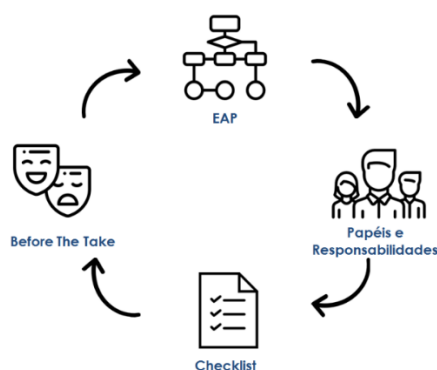 EAP
Papéis e
Responsabilidades
Checklist
Before The Take